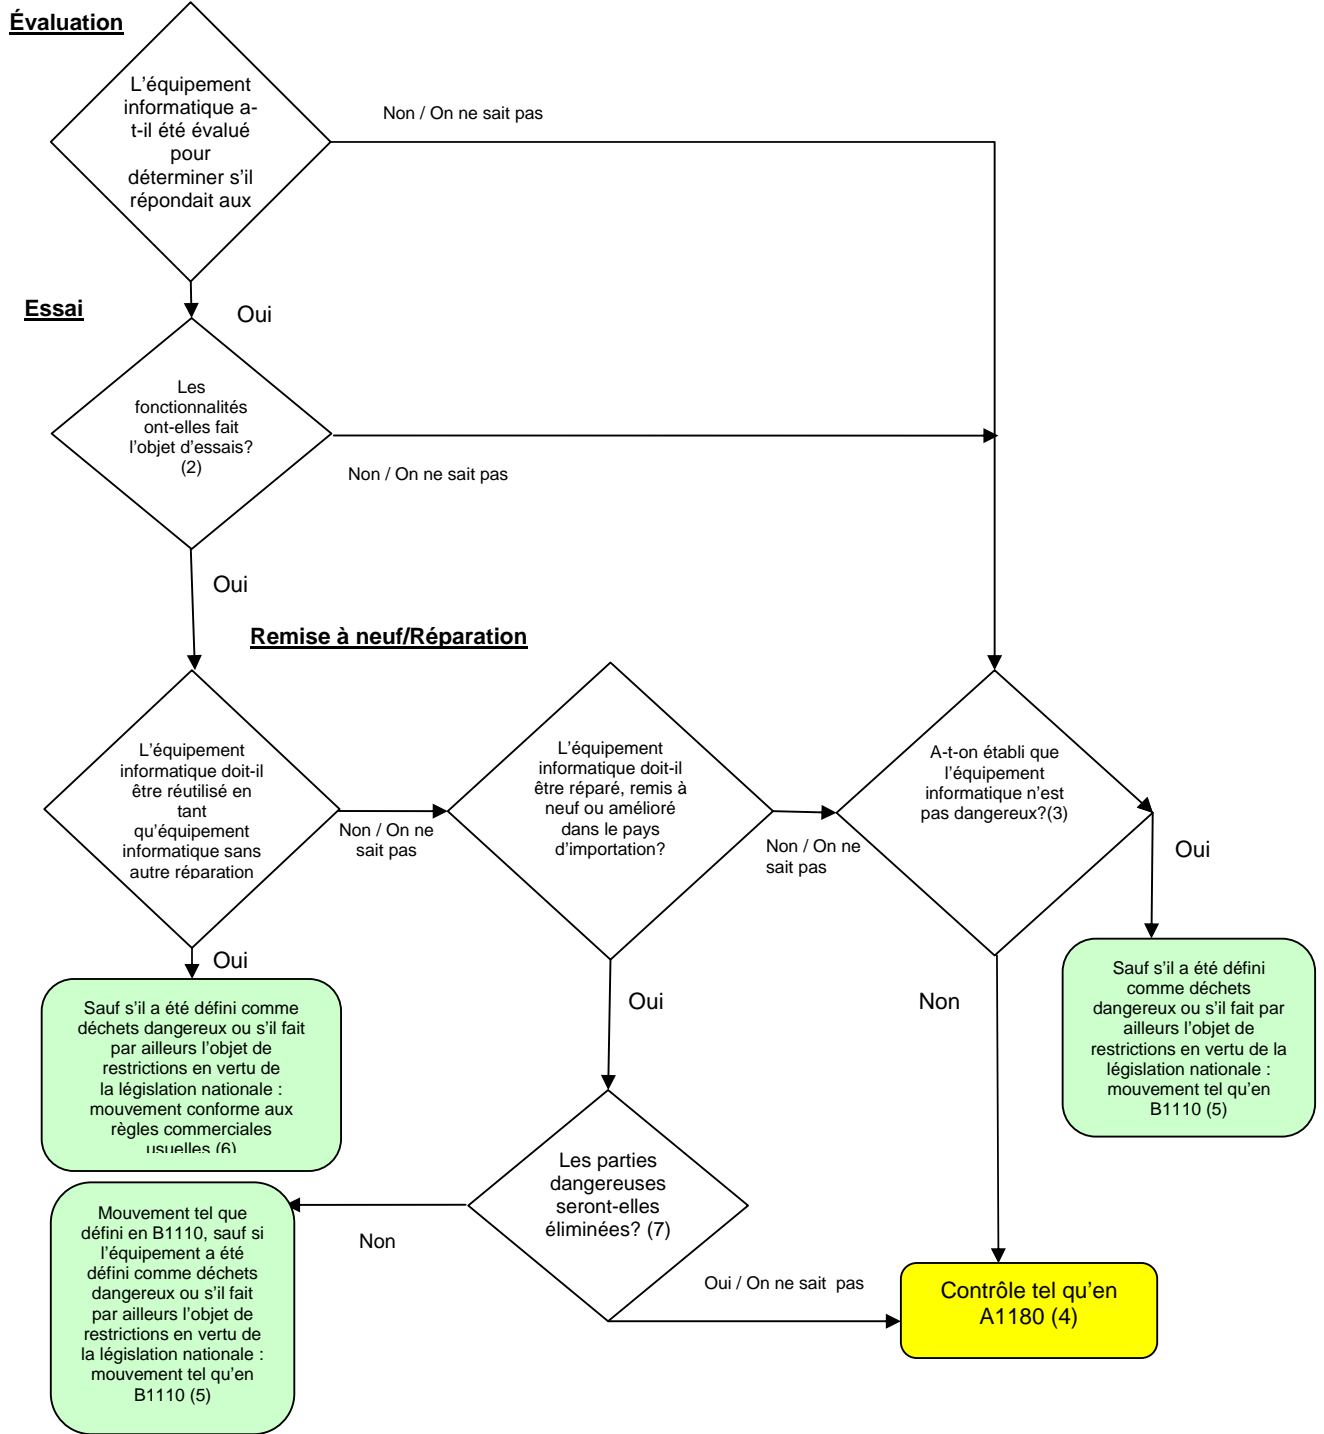 Évaluation
L'équipement
informatique a-
t-il été évalué
pour
déterminer s'il
répondait aux
Non / On ne sait pas
Essai
Oui
Les
fonctionnalités
ont-elles fait
l'objet d'essais?
(2)
Non / On ne sait pas
Oui
Remise à neuf/Réparation
L'équipement
informatique doit-il
être réutilisé en
tant
qu'équipement
informatique sans
autre réparation
Non / On ne
sait pas
L'équipement
informatique doit-il
être réparé, remis à
neuf ou amélioré
dans le pays
d'importation?
Non / On ne
sait pas
A-t-on établi que
l'équipement
informatique n'est
pas dangereux?(3)
Oui
Oui
Sauf s'il a été défini comme
déchets dangereux ou s'il fait
par ailleurs l'objet de
restrictions en vertu de
la législation nationale :
mouvement conforme aux
règles commerciales
usuelles (6)
Oui
Non
Sauf s'il a été défini
comme déchets
dangereux ou s'il fait par
ailleurs l'objet de
restrictions en vertu de la
législation nationale :
mouvement tel qu'en
B1110 (5)
Les parties
dangereuses
seront-elles
éliminées? (7)
Non
Mouvement tel que
défini en B1110, sauf si
l'équipement a été
défini comme déchets
dangereux ou s'il fait
par ailleurs l'objet de
restrictions en vertu de
la législation nationale :
mouvement tel qu'en
B1110 (5)
Oui / On ne sait  pas
Contrôle tel qu'en
A1180 (4)